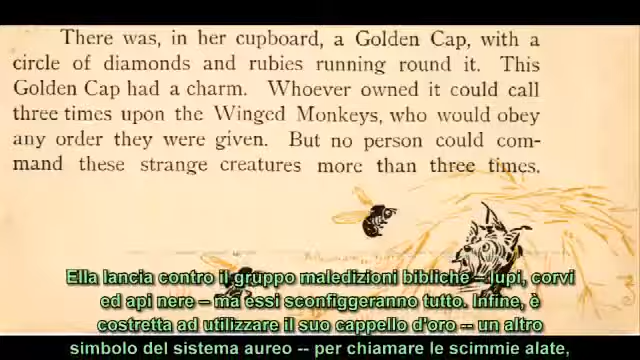 There was, in her cupboard, a Golden Cap, with a
circle of diamonds and rubies running round it. This
Golden Cap had a charm. Whoever owned it could call
three times upon the Winged Monkeys, who would obey
any order they were given. But no person could com-
mand these strange creatures more than three times.
Ella lancia contro il gruppo maledizioni bibliche – lupi, corvi
ed api nere – ma essi sconfiggeranno tutto. Infine, è
costretta ad utilizzare il suo cappello d'oro -- un altro
simbolo del sistema aureo -- per chiamare le scimmie alate,